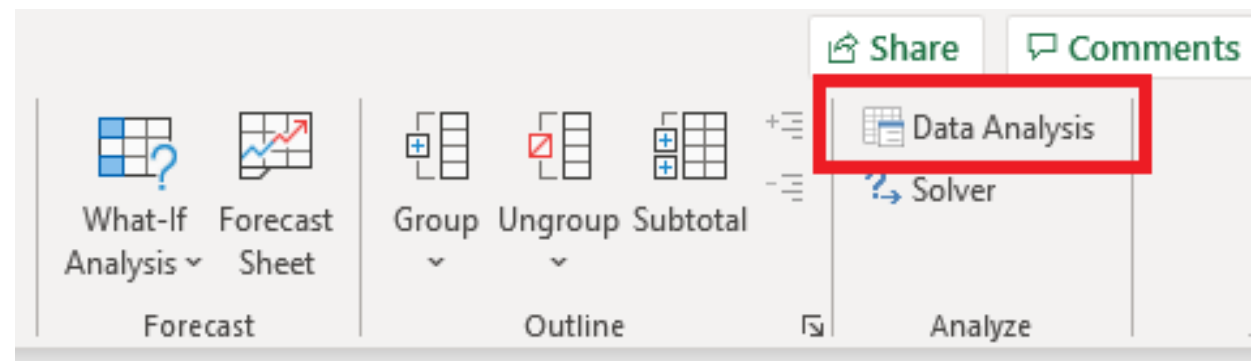 Share
Comments
Data Analysis
Solver
What-If
Analysis
Forecast
Sheet
Group
Ungroup
Subtotal
Forecast
Outline
Analyze